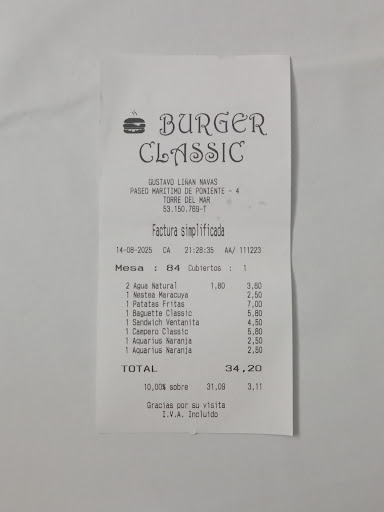 BURGER
CLASSIC
GUSTAVO LIÑAN NAVAS
PASEO MARITIMO DE PONIENTE - 4
TORRE DEL MAR
53.150.769-T
Factura simplificada
14-08-2025 CA 21:28:35 AA/ 111223
Mesa : 84 Cubiertos : 1
2 Agua Natural 1,80 3,60
1 Nestea Maracuya 2,50
1 Patatas Fritas 7,00
1 Baguette Classic 5,80
1 Sandwich Ventanita 4,50
1 Campero Classic 5,80
1 Aquarius Naranja 2,50
1 Aquarius Naranja 2,50
TOTAL 34,20
10,00% sobre 31,09 3,11
Gracias por su visita
I.V.A. Incluido